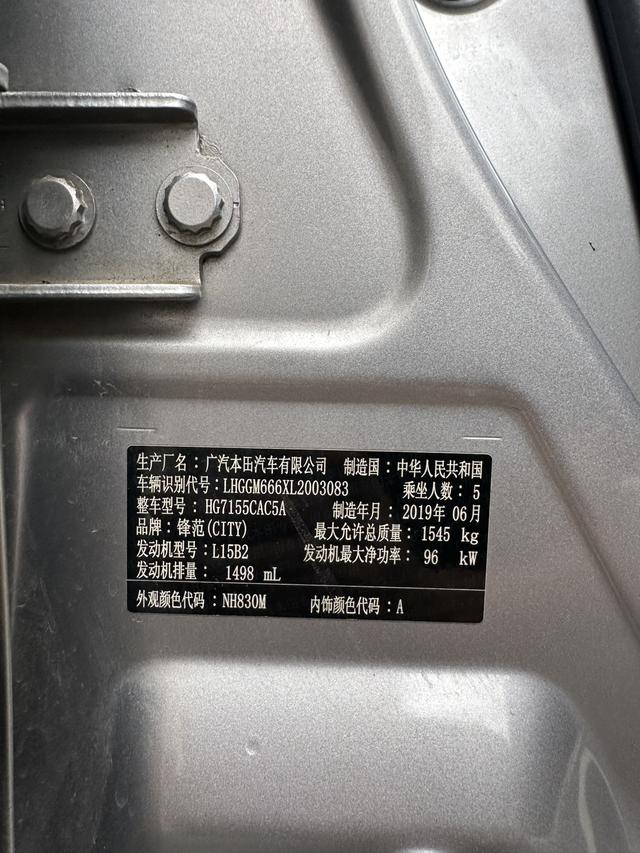 生产厂名：广汽本田汽车有限公司 制造国：中华人民共和国
车辆识别代号：LHGGM666XL2003083 乘坐人数：5
整车型号：HG7155CAC5A 制造年月：2019年06月
品牌：锋范(CITY) 最大允许总质量：1545 kg
发动机型号：L15B2 发动机最大净功率：96 kW
发动机排量：1498 mL
外观颜色代码：NH830M 内饰颜色代码：A